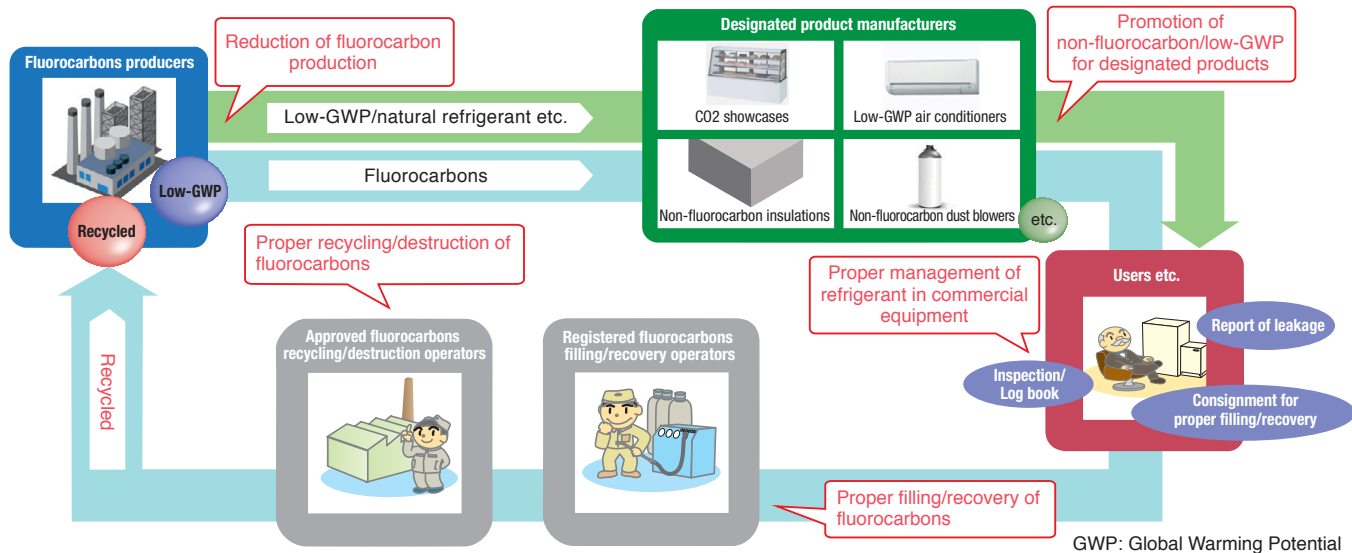 Fluorocarbons producers
Low-GWP
Recycled
Reduction of fluorocarbon
production
Low-GWP/natural refrigerant etc.
Fluorocarbons
Designated product manufacturers
CO2 showcases
Low-GWP air conditioners
Non-fluorocarbon insulations
Non-fluorocarbon dust blowers
etc.
Promotion of
non-fluorocarbon/low-GWP
for designated products
Users etc.
Report of leakage
Inspection/
Log book
Consignment for
proper filling/recovery
Proper management of
refrigerant in commercial
equipment
Proper filling/recovery of
fluorocarbons
Registered fluorocarbons
filling/recovery operators
Approved fluorocarbons
recycling/destruction operators
Proper recycling/destruction of
fluorocarbons
Recycled
GWP: Global Warming Potential